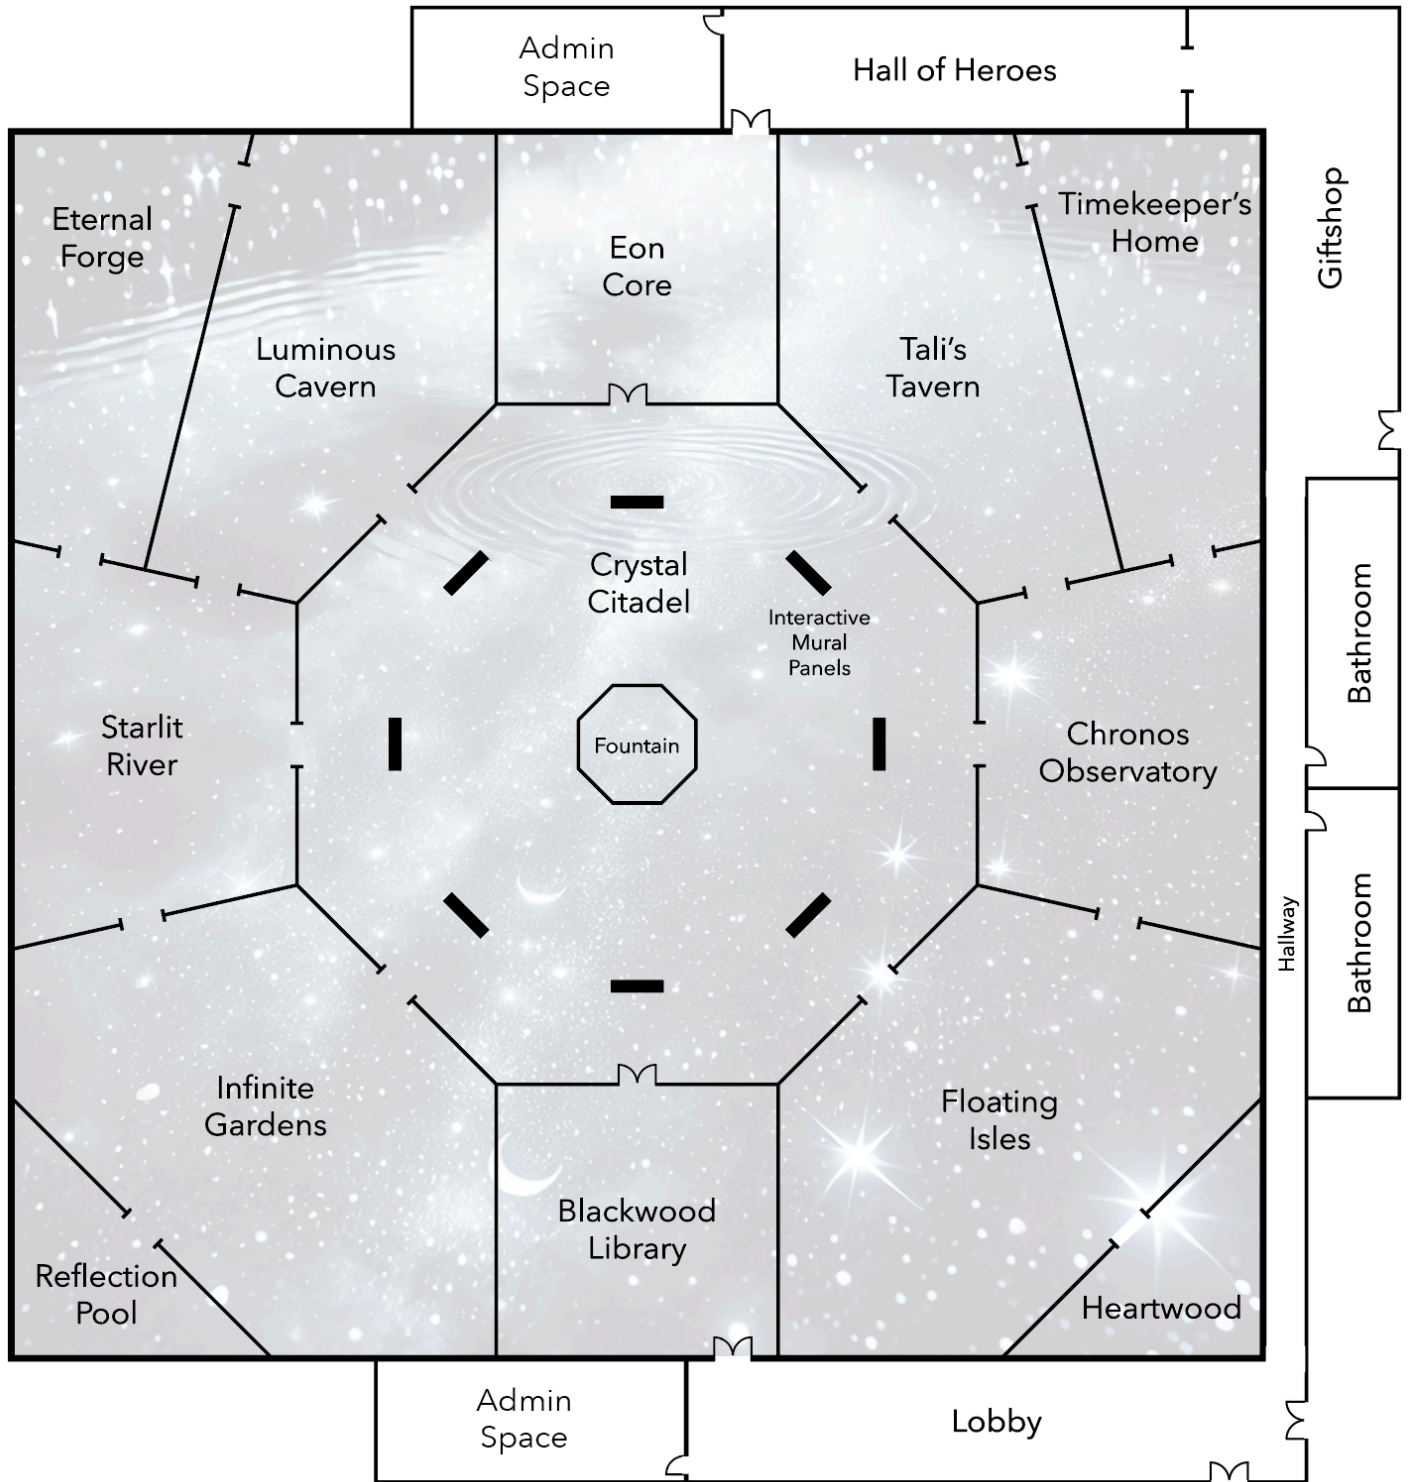 Admin
Space
Hall of Heroes
Giftshop
Eternal
Forge
Luminous
Cavern
Eon
Core
Tali's
Tavern
Timekeeper's
Home
Crystal
Citadel
Interactive
Mural
Panels
Bathroom
Starlit
River
Fountain
Chronos
Observatory
Hallway
Bathroom
Infinite
Gardens
Floating
Isles
Blackwood
Library
Reflection
Pool
Heartwood
Admin
Space
Lobby